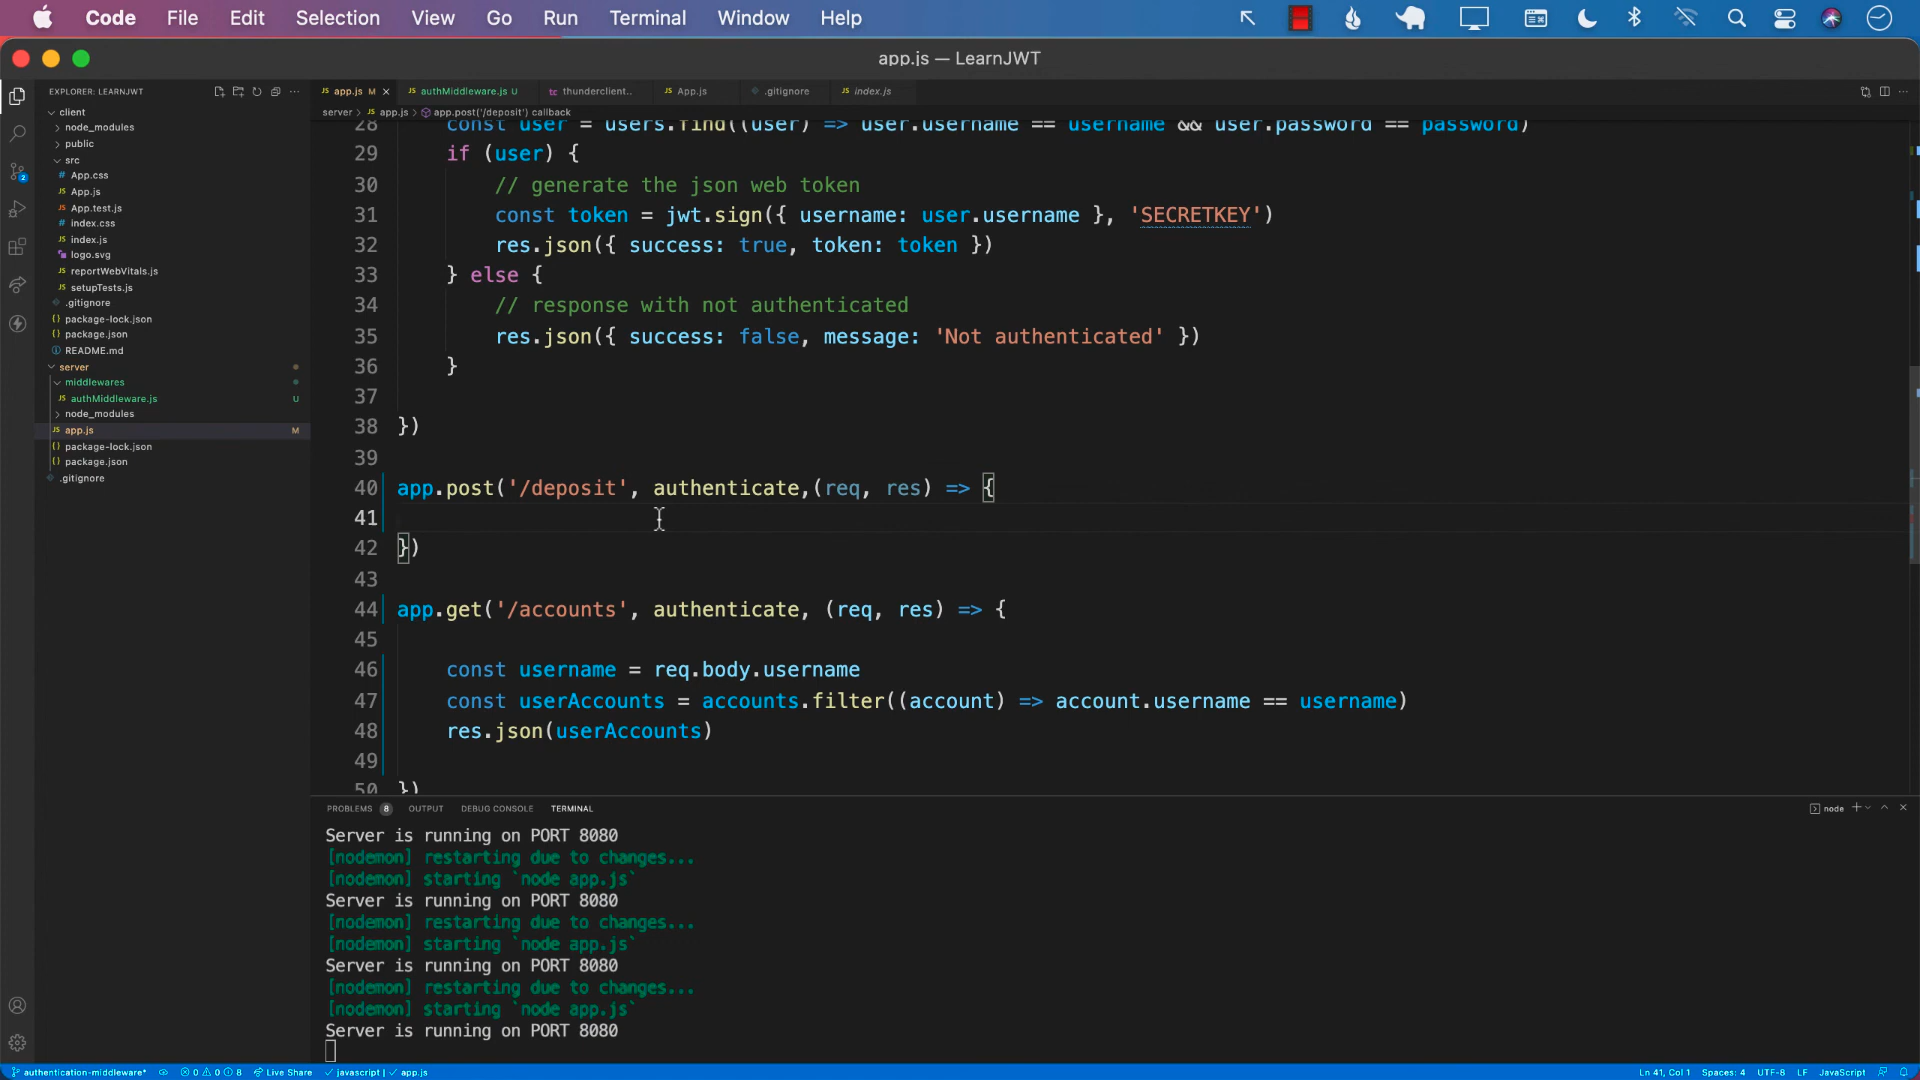 Code File Edit Selection View Go Run Terminal Window Help
app.js — LearnJWT
EXPLORER: LEARNJWT
client
node_modules
public
src
App.css
App.js
App.test.js
index.css
index.js
logo.svg
reportWebVitals.js
setupTests.js
.gitignore
package-lock.json
package.json
README.md
server
middlewares
authMiddleware.js U
node_modules
app.js M
package-lock.json
package.json
.gitignore
app.js M authMiddleware.js U thunderclient.. App.js .gitignore index.js
server > app.js > app.post('/deposit') callback
28 const user = users.find((user) => user.username == username && user.password == password)
29 if (user) {
30 // generate the json web token
31 const token = jwt.sign({ username: user.username }, 'SECRETKEY')
32 res.json({ success: true, token: token })
33 } else {
34 // response with not authenticated
35 res.json({ success: false, message: 'Not authenticated' })
36 }
37
38 })
39
40 app.post('/deposit', authenticate,(req, res) => {
41
42 })
43
44 app.get('/accounts', authenticate, (req, res) => {
45
46 const username = req.body.username
47 const userAccounts = accounts.filter((account) => account.username == username)
48 res.json(userAccounts)
49
50 })
PROBLEMS 8 OUTPUT DEBUG CONSOLE TERMINAL node
Server is running on PORT 8080
[nodemon] restarting due to changes...
[nodemon] starting `node app.js`
Server is running on PORT 8080
[nodemon] restarting due to changes...
[nodemon] starting `node app.js`
Server is running on PORT 8080
[nodemon] restarting due to changes...
[nodemon] starting `node app.js`
Server is running on PORT 8080
authentication-middleware* 0 0 8 Live Share javascript | app.js Ln 41, Col 1 Spaces: 4 UTF-8 LF JavaScript